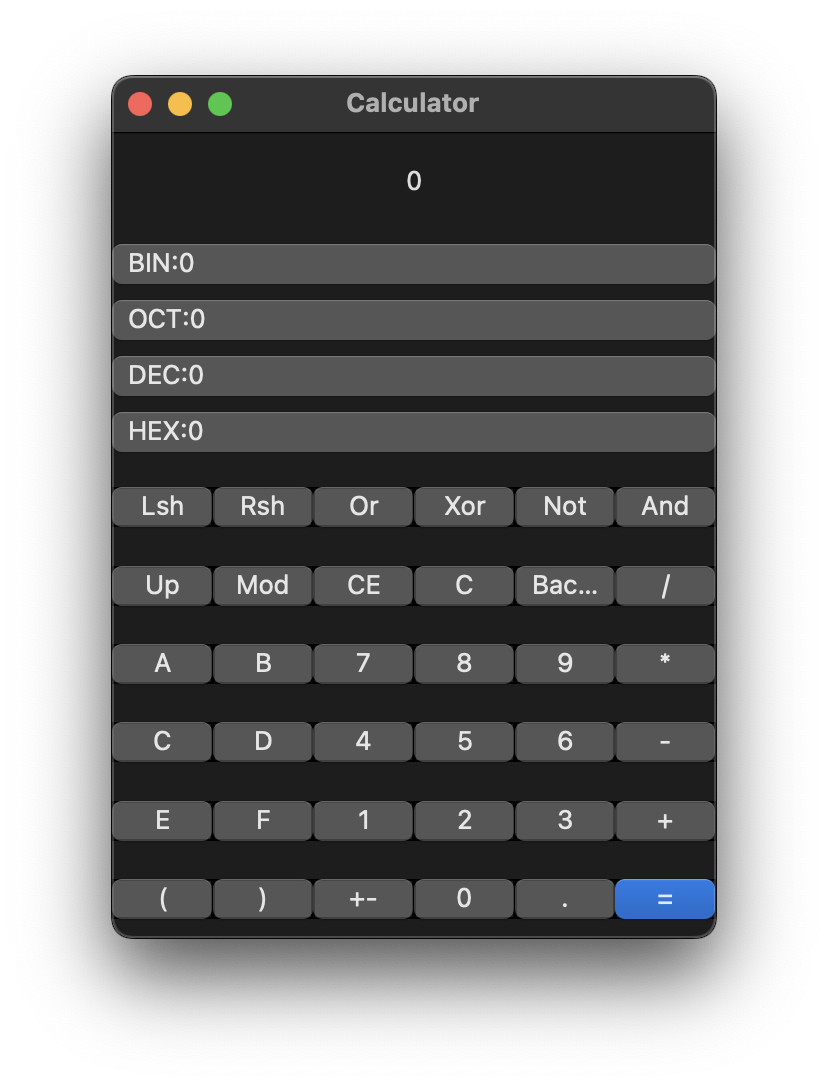 Calculator
0
BIN:0
OCT:0
DEC:0
HEX:0
Lsh Rsh Or Xor Not And
Up Mod CE C Bac... /
A B 7 8 9 *
C D 4 5 6 -
E F 1 2 3 +
( ) +- 0 . =